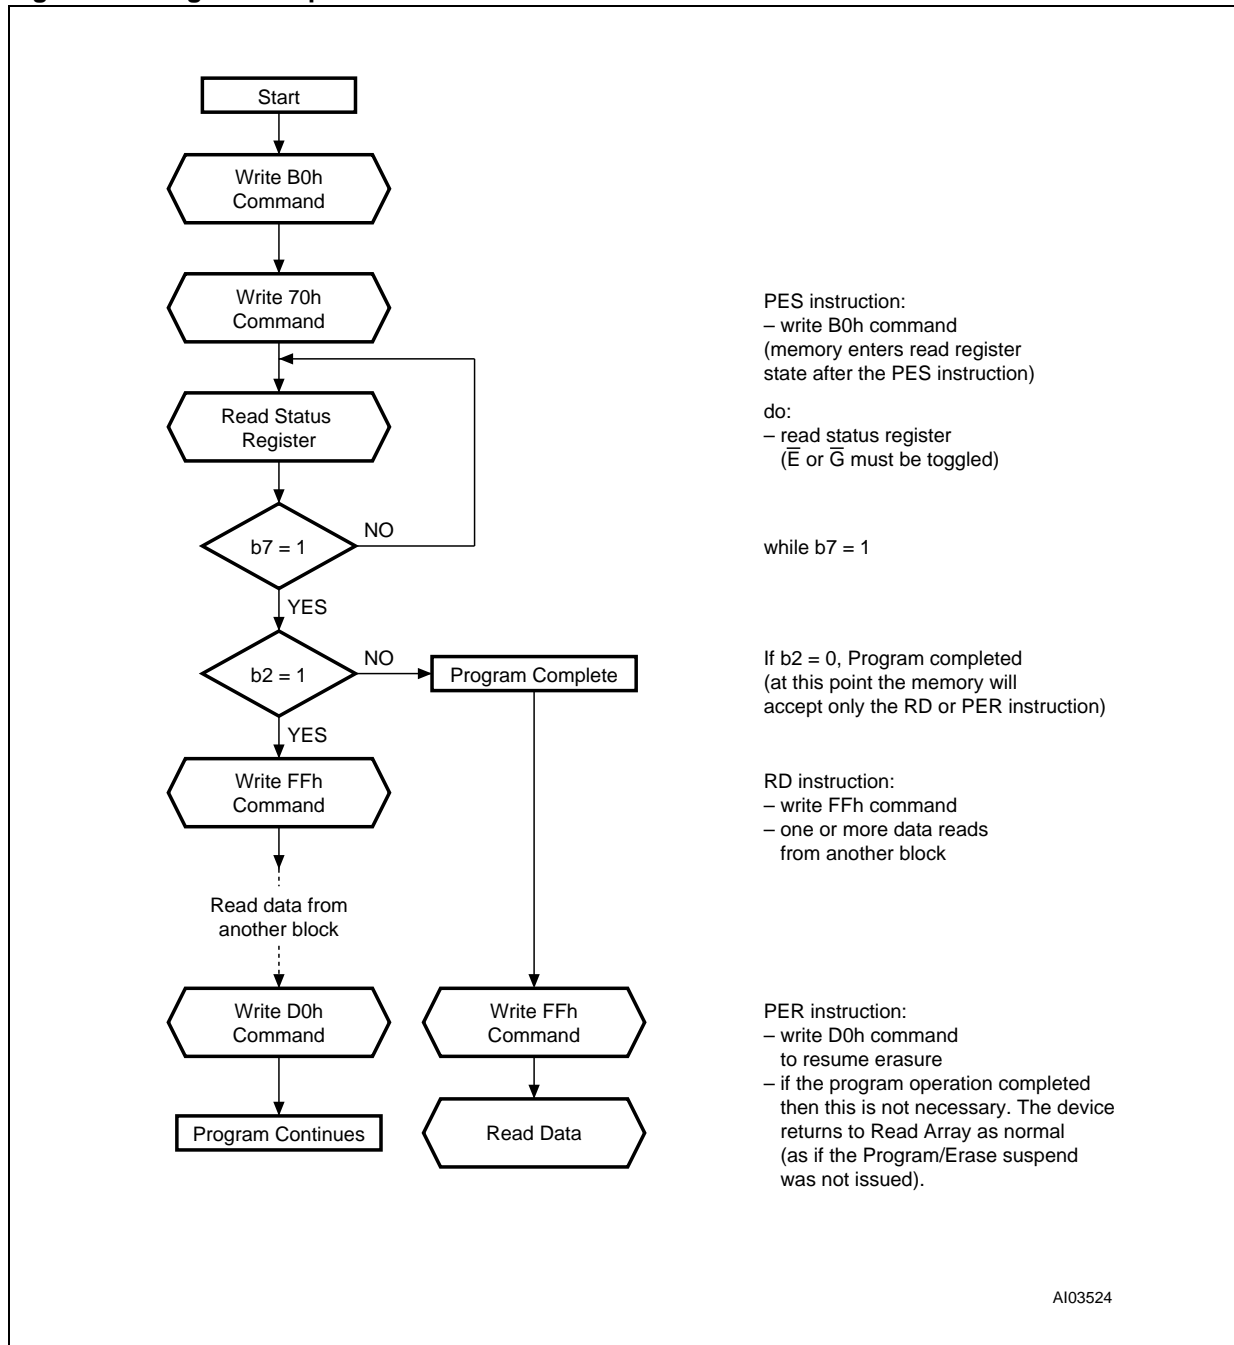 Start
Write B0h
Command
Write 70h
Command
Read Status
Register
b7 = 1
NO
YES
b2 = 1
NO
Program Complete
YES
Write FFh
Command
Read data from
another block
Write D0h
Command
Write FFh
Command
Program Continues
Read Data
PES instruction:
– write B0h command
(memory enters read register
state after the PES instruction)
do:
– read status register
(E̅ or G̅ must be toggled)
while b7 = 1
If b2 = 0, Program completed
(at this point the memory will
accept only the RD or PER instruction)
RD instruction:
– write FFh command
– one or more data reads
from another block
PER instruction:
– write D0h command
to resume erasure
– if the program operation completed
then this is not necessary. The device
returns to Read Array as normal
(as if the Program/Erase suspend
was not issued).
AI03524